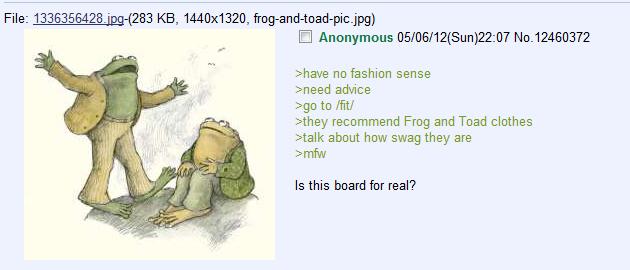 File: 1336356428.jpg-(283 KB, 1440x1320, frog-and-toad-pic.jpg)
Anonymous 05/06/12(Sun)22:07 No.12460372
>have no fashion sense
>need advice
>go to /fit/
>they recommend Frog and Toad clothes
>talk about how swag they are
>mfw
Is this board for real?